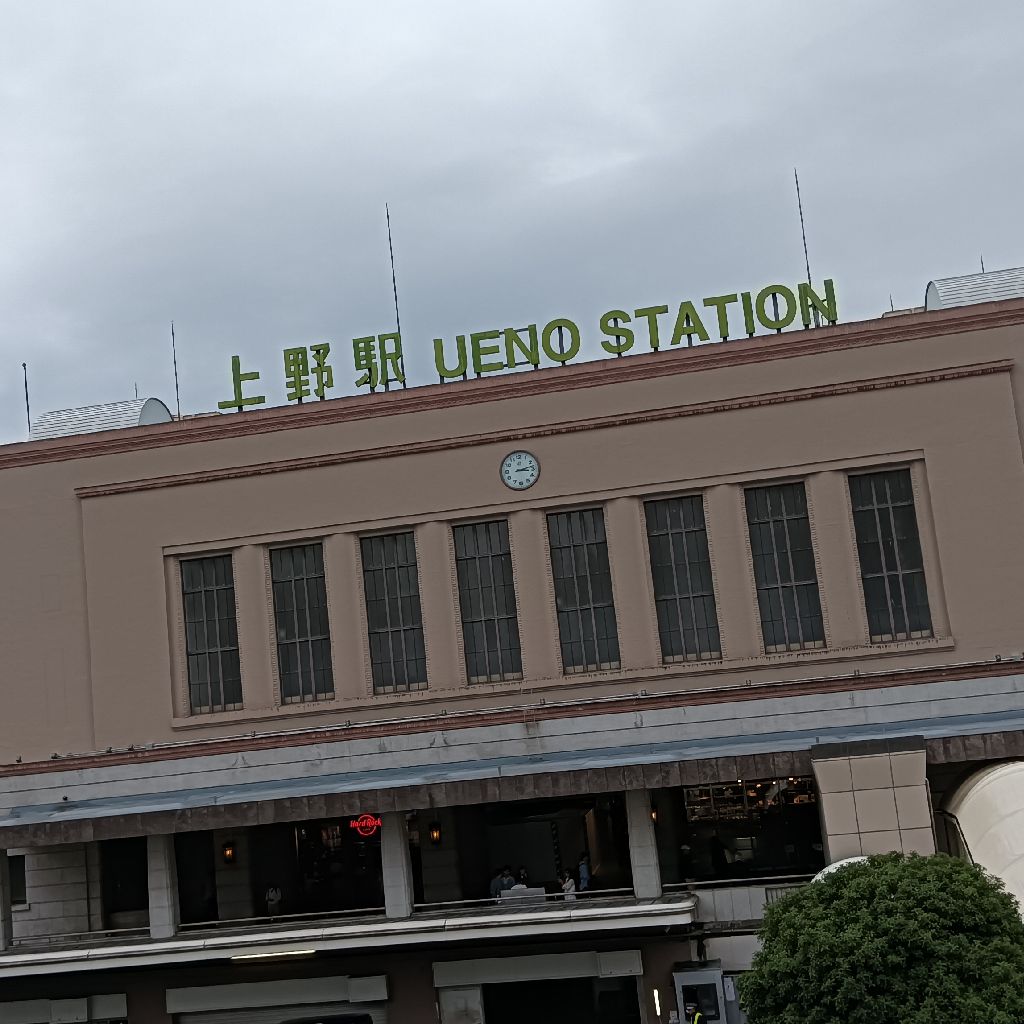 上野駅 UENO STATION
Hard Rock